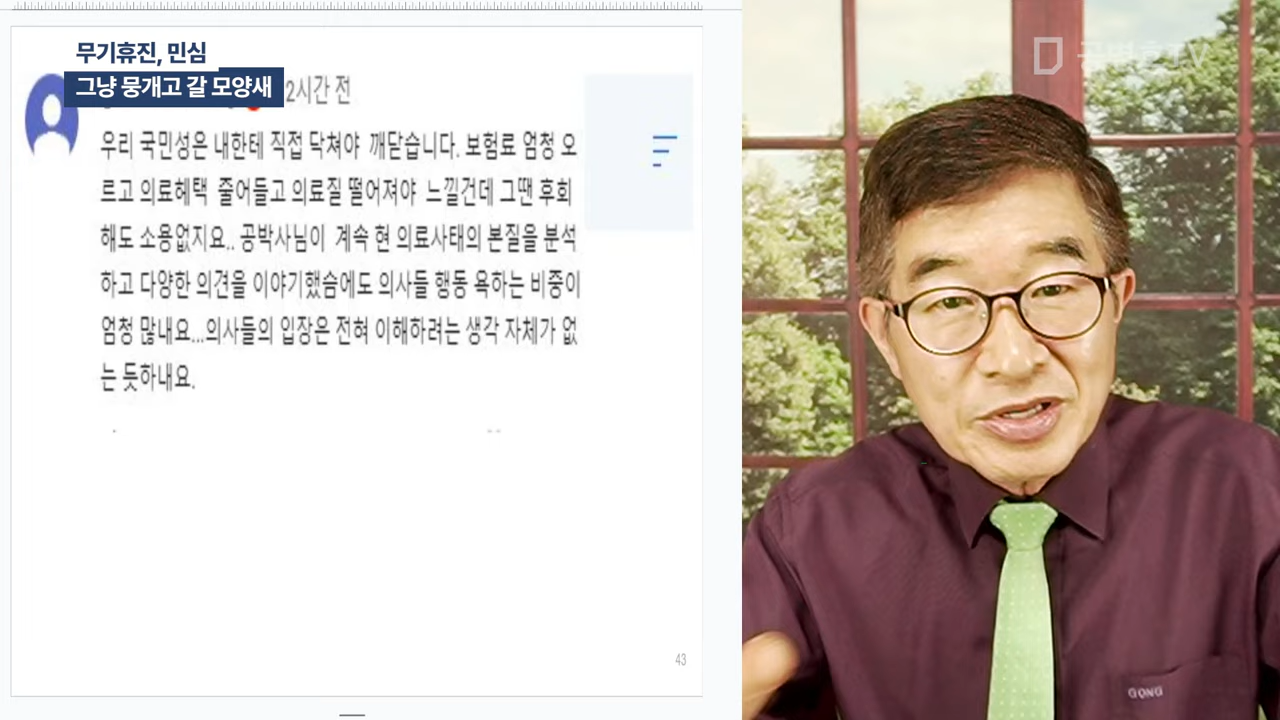 무기휴진, 민심
그냥 뭉개고 갈 모양새
2시간 전
우리 국민성은 내한테 직접 닥쳐야 깨닫습니다. 보험료 엄청 오
르고 의료혜택 줄어들고 의료질 떨어져야 느낄건데 그땐 후회
해도 소용없지요.. 공박사님이 계속 현 의료사태의 본질을 분석
하고 다양한 의견을 이야기했슴에도 의사들 행동 욕하는 비중이
엄청 많내요...의사들의 입장은 전혀 이해하려는 생각 자체가 없
는 듯하내요.
43
공병호TV
GONG